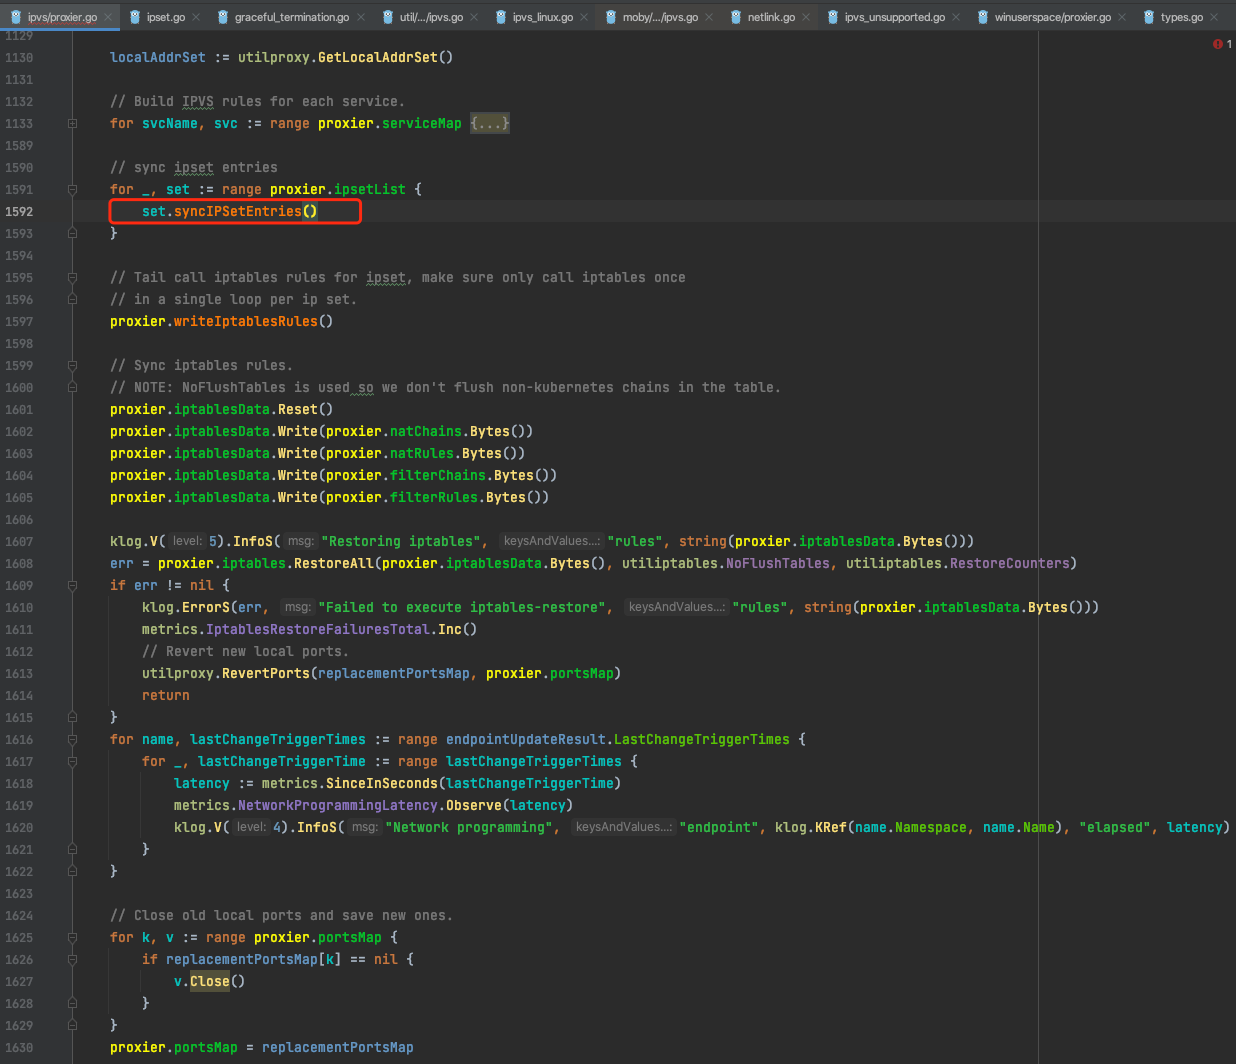 ipvs/proxier.go × ipset.go × graceful_termination.go × util/.../ipvs.go × ipvs_linux.go × moby/.../ipvs.go × netlink.go × ipvs_unsupported.go × winuserspace/proxier.go × types.go ×
1129
1
1130 localAddrSet := utilproxy.GetLocalAddrSet()
1131
1132 // Build IPVS rules for each service.
1133 for svcName, svc := range proxier.serviceMap {...}
1589
1590 // sync ipset entries
1591 for _, set := range proxier.ipsetList {
1592 set.syncIPSetEntries()
1593 }
1594
1595 // Tail call iptables rules for ipset, make sure only call iptables once
1596 // in a single loop per ip set.
1597 proxier.writeIptablesRules()
1598
1599 // Sync iptables rules.
1600 // NOTE: NoFlushTables is used so we don't flush non-kubernetes chains in the table.
1601 proxier.iptablesData.Reset()
1602 proxier.iptablesData.Write(proxier.natChains.Bytes())
1603 proxier.iptablesData.Write(proxier.natRules.Bytes())
1604 proxier.iptablesData.Write(proxier.filterChains.Bytes())
1605 proxier.iptablesData.Write(proxier.filterRules.Bytes())
1606
1607 klog.V( level: 5).InfoS( msg: "Restoring iptables", keysAndValues...: "rules", string(proxier.iptablesData.Bytes()))
1608 err = proxier.iptables.RestoreAll(proxier.iptablesData.Bytes(), utiliptables.NoFlushTables, utiliptables.RestoreCounters)
1609 if err != nil {
1610 klog.ErrorS(err, msg: "Failed to execute iptables-restore", keysAndValues...: "rules", string(proxier.iptablesData.Bytes()))
1611 metrics.IptablesRestoreFailuresTotal.Inc()
1612 // Revert new local ports.
1613 utilproxy.RevertPorts(replacementPortsMap, proxier.portsMap)
1614 return
1615 }
1616 for name, lastChangeTriggerTimes := range endpointUpdateResult.LastChangeTriggerTimes {
1617 for _, lastChangeTriggerTime := range lastChangeTriggerTimes {
1618 latency := metrics.SinceInSeconds(lastChangeTriggerTime)
1619 metrics.NetworkProgrammingLatency.Observe(latency)
1620 klog.V( level: 4).InfoS( msg: "Network programming", keysAndValues...: "endpoint", klog.KRef(name.Namespace, name.Name), "elapsed", latency)
1621 }
1622 }
1623
1624 // Close old local ports and save new ones.
1625 for k, v := range proxier.portsMap {
1626 if replacementPortsMap[k] == nil {
1627 v.Close()
1628 }
1629 }
1630 proxier.portsMap = replacementPortsMap